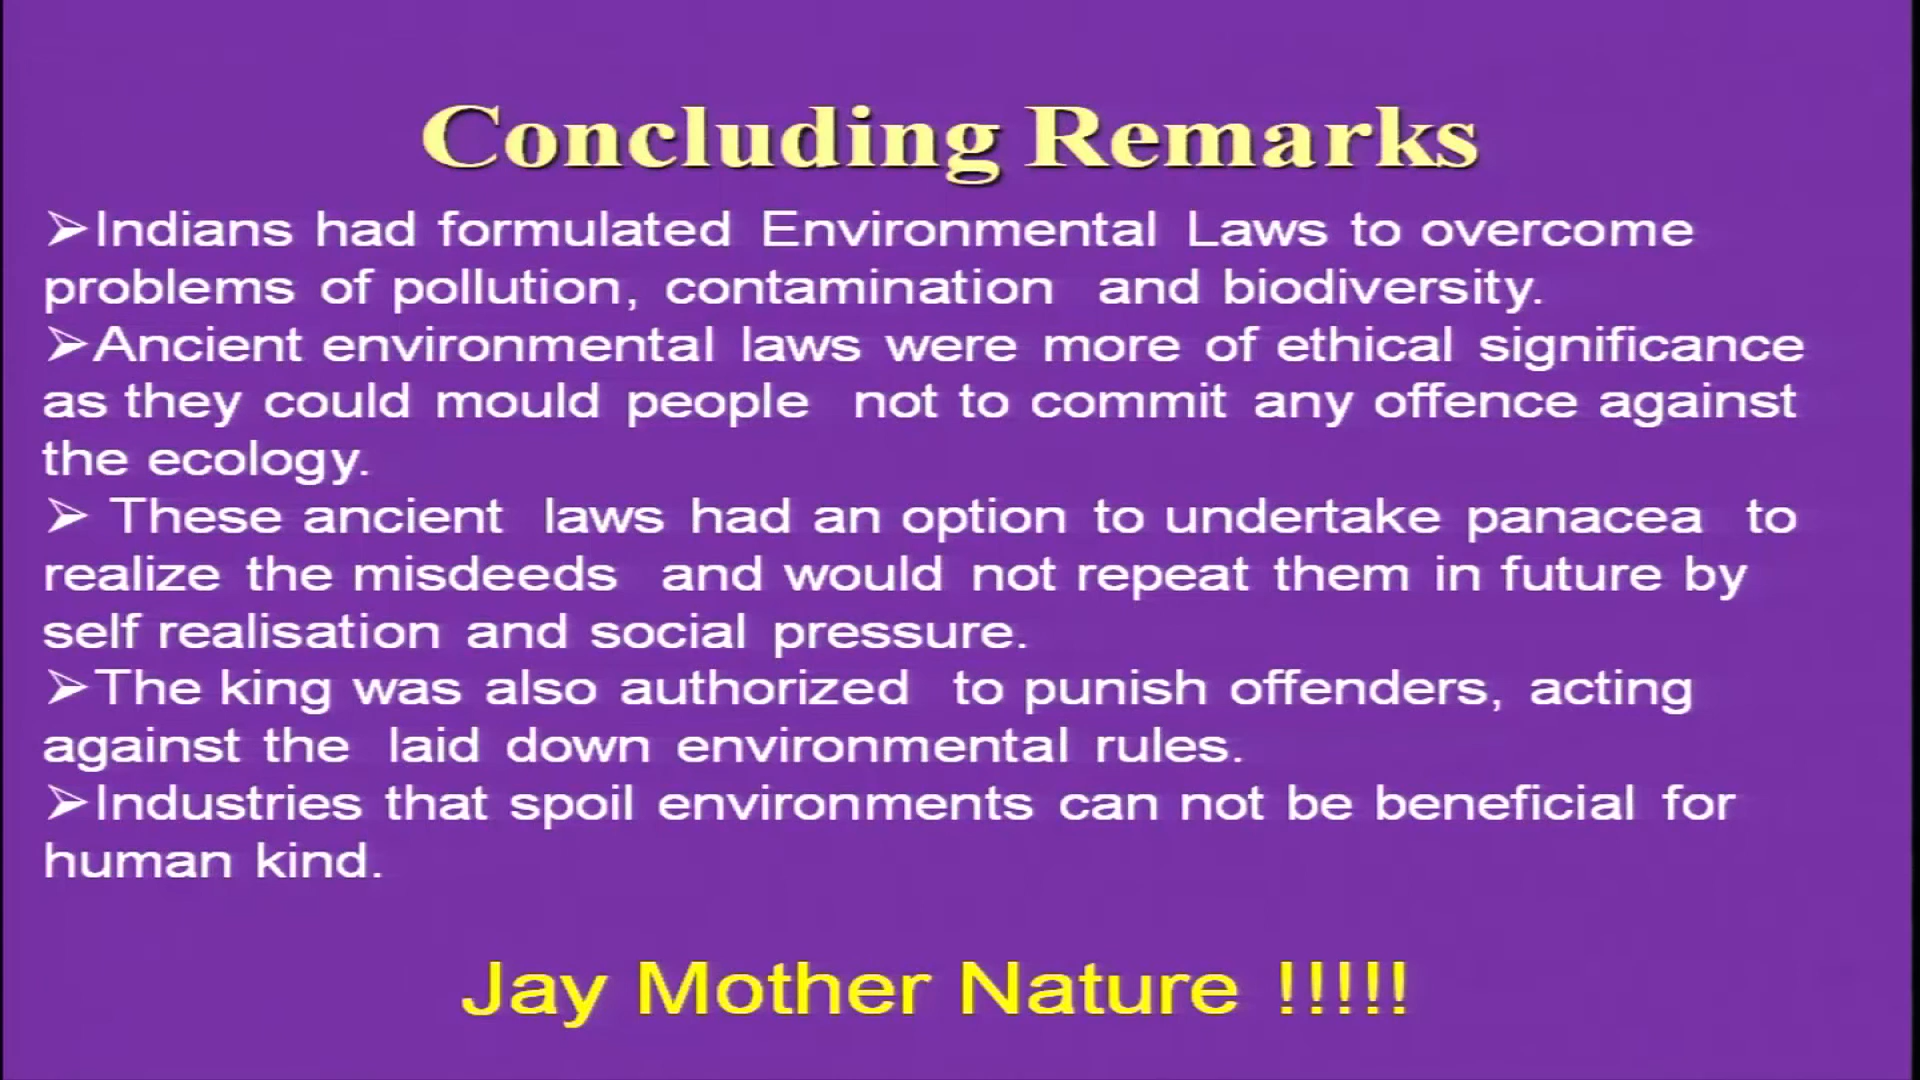 Concluding Remarks
➢Indians had formulated Environmental Laws to overcome
problems of pollution, contamination and biodiversity.
➢Ancient environmental laws were more of ethical significance
as they could mould people not to commit any offence against
the ecology.
➢ These ancient laws had an option to undertake panacea to
realize the misdeeds and would not repeat them in future by
self realisation and social pressure.
➢The king was also authorized to punish offenders, acting
against the laid down environmental rules.
➢Industries that spoil environments can not be beneficial for
human kind.
Jay Mother Nature !!!!!